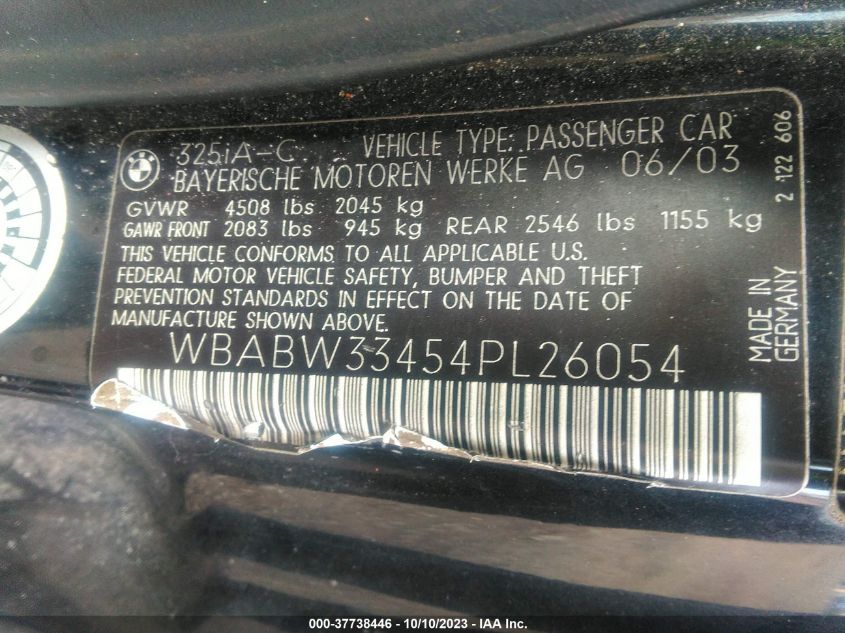 325iA-C VEHICLE TYPE: PASSENGER CAR
BAYERISCHE MOTOREN WERKE AG 06/03
GVWR 4508 lbs 2045 kg
GAWR FRONT 2083 lbs 945 kg REAR 2546 lbs 1155 kg
THIS VEHICLE CONFORMS TO ALL APPLICABLE U.S.
FEDERAL MOTOR VEHICLE SAFETY, BUMPER AND THEFT
PREVENTION STANDARDS IN EFFECT ON THE DATE OF
MANUFACTURE SHOWN ABOVE.
WBABW33454PL26054
MADE IN
GERMANY
2 122 606
000-37738446 - 10/10/2023 - IAAI.COM